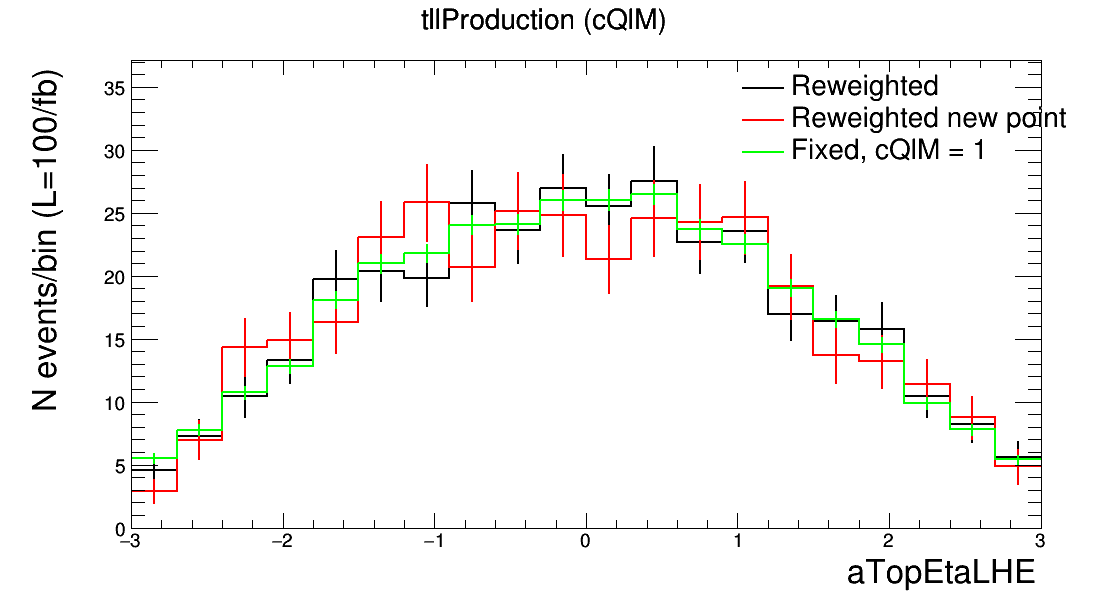 tllProduction (cQlM)
N events/bin (L=100/fb)
35
30
25
20
15
10
5
0
Reweighted
Reweighted new point
Fixed, cQlM = 1
−3
−2
−1
0
1
2
3
aTopEtaLHE